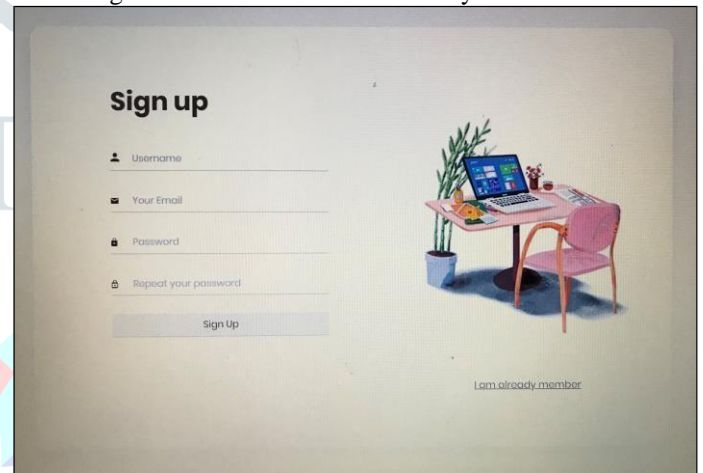 Sign up
Username
Your Email
Password
Repeat your password
Sign Up
I am already member